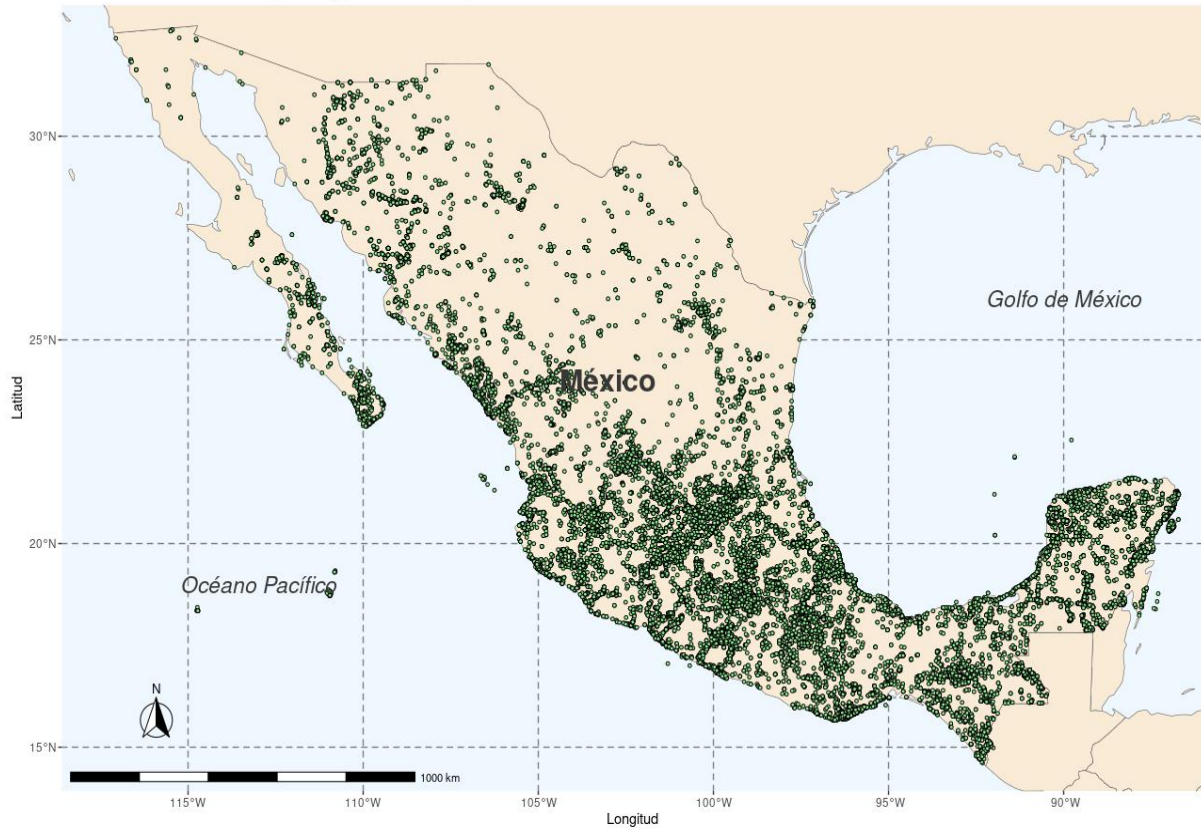 30°N
Golfo de México
25°N
México
Latitud
20°N
Océano Pacífico
N
15°N
1000 km
115°W 110°W 105°W 100°W 95°W 90°W
Longitud